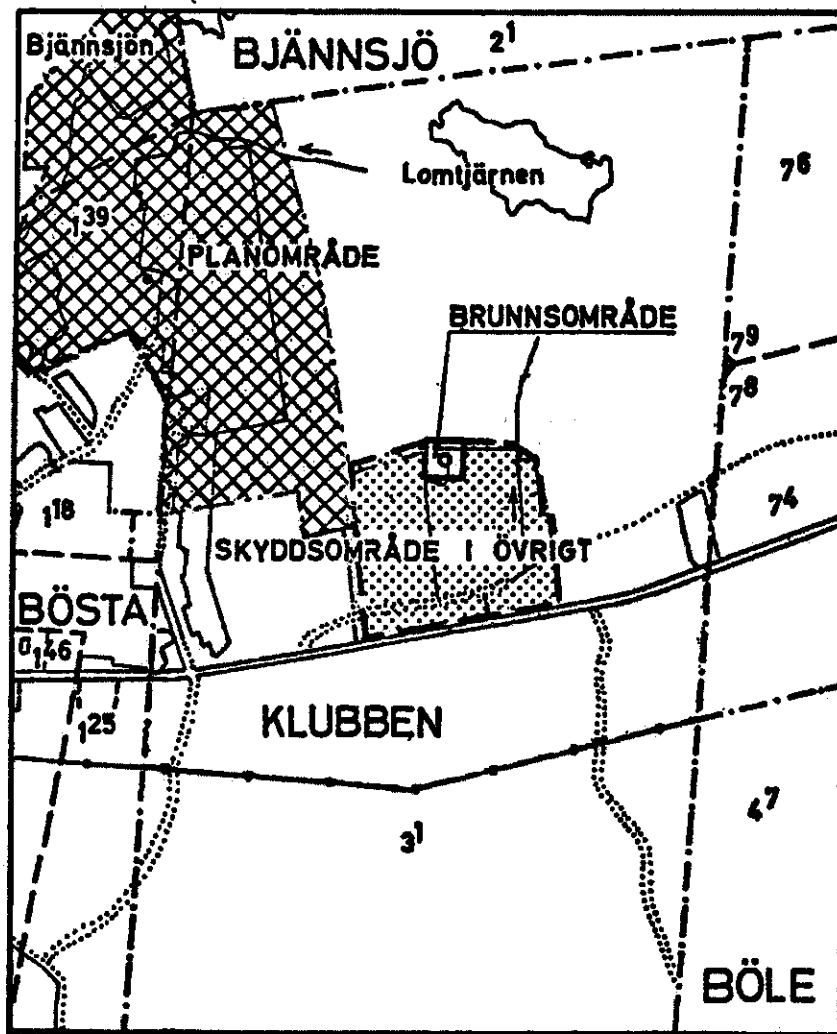 Bjännsjön
BJÄNNSJÖ
2¹
Lomtjärnen
7⁶
1³⁹
PLANOMRÅDE
BRUNNSOMRÅDE
7⁹
7⁸
7⁴
1¹⁸
SKYDDSOMRÅDE I ÖVRIGT
BÖSTA
1⁴⁶
1²⁵
KLUBBEN
3¹
4⁷
BÖLE